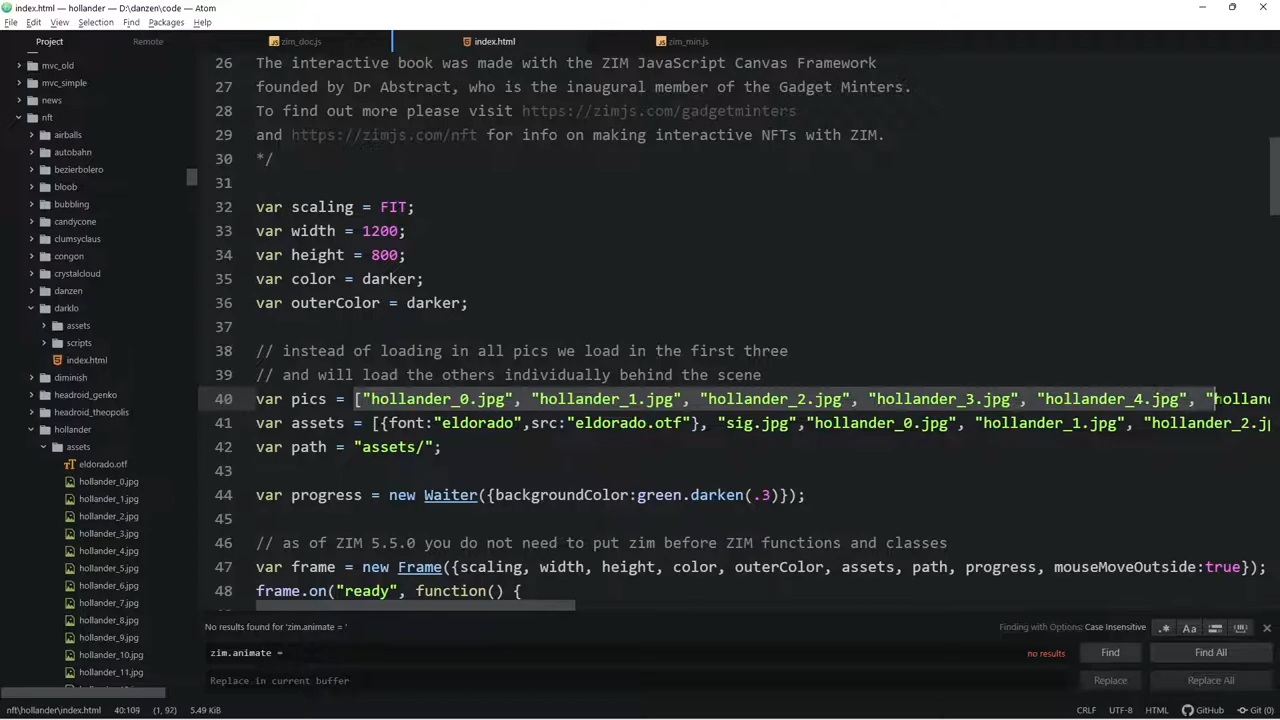 index.html — hollander — D:\danzen\code — Atom
File Edit View Selection Find Packages Help
Project Remote zim_doc.js index.html zim_min.js
mvc_old
mvc_simple
news
nft
airballs
autobahn
bezierbolero
bloob
bubbling
candycone
clumsyclaus
congon
crystalcloud
danzen
darklo
assets
scripts
index.html
diminish
headroid_genko
headroid_theopolis
hollander
assets
eldorado.otf
hollander_0.jpg
hollander_1.jpg
hollander_2.jpg
hollander_3.jpg
hollander_4.jpg
hollander_5.jpg
hollander_6.jpg
hollander_7.jpg
hollander_8.jpg
hollander_9.jpg
hollander_10.jpg
hollander_11.jpg
26 The interactive book was made with the ZIM JavaScript Canvas Framework
27 founded by Dr Abstract, who is the inaugural member of the Gadget Minters.
28 To find out more please visit https://zimjs.com/gadgetminters
29 and https://zimjs.com/nft for info on making interactive NFTs with ZIM.
30 */
31
32 var scaling = FIT;
33 var width = 1200;
34 var height = 800;
35 var color = darker;
36 var outerColor = darker;
37
38 // instead of loading in all pics we load in the first three
39 // and will load the others individually behind the scene
40 var pics = ["hollander_0.jpg", "hollander_1.jpg", "hollander_2.jpg", "hollander_3.jpg", "hollander_4.jpg", "hollan
41 var assets = [{font:"eldorado",src:"eldorado.otf"}, "sig.jpg","hollander_0.jpg", "hollander_1.jpg", "hollander_2.jp
42 var path = "assets/";
43
44 var progress = new Waiter({backgroundColor:green.darken(.3)});
45
46 // as of ZIM 5.5.0 you do not need to put zim before ZIM functions and classes
47 var frame = new Frame({scaling, width, height, color, outerColor, assets, path, progress, mouseMoveOutside:true});
48 frame.on("ready", function() {
No results found for 'zim.animate = ' Finding with Options: Case Insensitive .* Aa
zim.animate = no results Find Find All
Replace in current buffer Replace Replace All
nft\hollander\index.html 40:109 (1, 97) 5.49 KiB CRLF UTF-8 HTML GitHub Git (0)